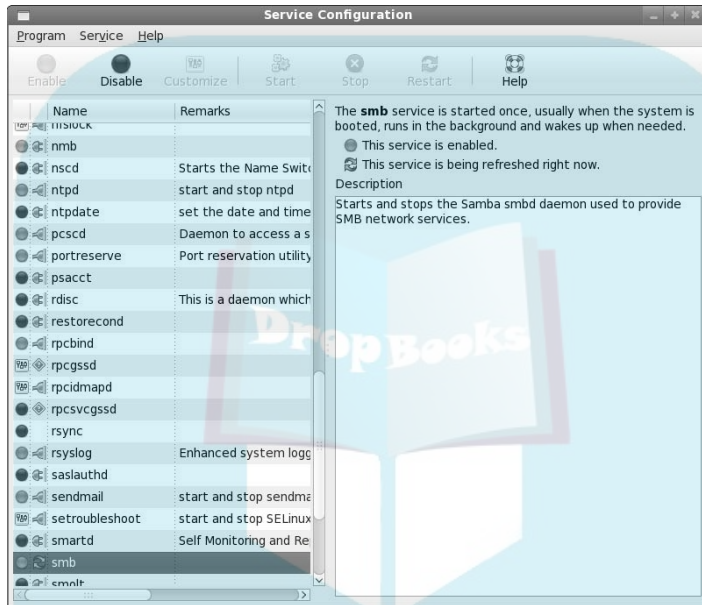 Service Configuration
Program Service Help
Enable Disable Customize Start Stop Restart Help
Name Remarks
nfslock
nmb
nscd Starts the Name Switc
ntpd start and stop ntpd
ntpdate set the date and time
pcscd Daemon to access a s
portreserve Port reservation utility
psacct
rdisc This is a daemon which
restorecond
rpcbind
rpcgssd
rpcidmapd
rpcsvcgssd
rsync
rsyslog Enhanced system logg
saslauthd
sendmail start and stop sendma
setroubleshoot start and stop SELinux
smartd Self Monitoring and Re
smb
smolt
The smb service is started once, usually when the system is
booted, runs in the background and wakes up when needed.
This service is enabled.
This service is being refreshed right now.
Description
Starts and stops the Samba smbd daemon used to provide
SMB network services.
DropBooks